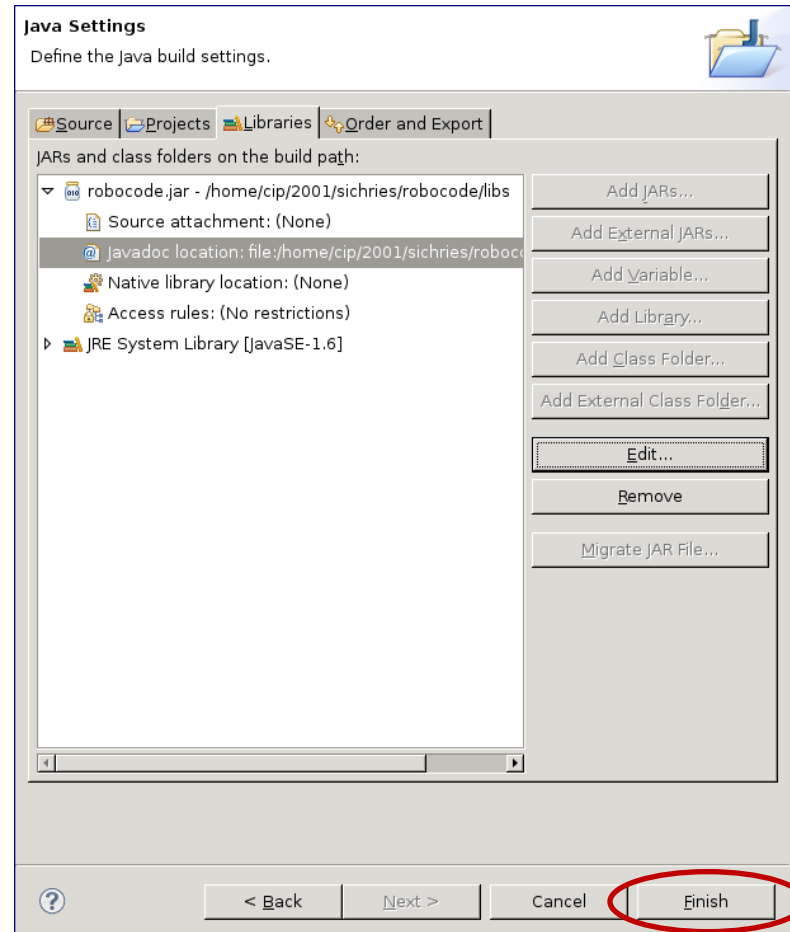 Java Settings
Define the Java build settings.
Source Projects Libraries Order and Export
JARs and class folders on the build path:
robocode.jar - /home/cip/2001/sichries/robocode/libs
Source attachment: (None)
Javadoc location: file:/home/cip/2001/sichries/roboco
Native library location: (None)
Access rules: (No restrictions)
JRE System Library [JavaSE-1.6]
Add JARs...
Add External JARs...
Add Variable...
Add Library...
Add Class Folder...
Add External Class Folder...
Edit...
Remove
Migrate JAR File...
? < Back Next > Cancel Finish